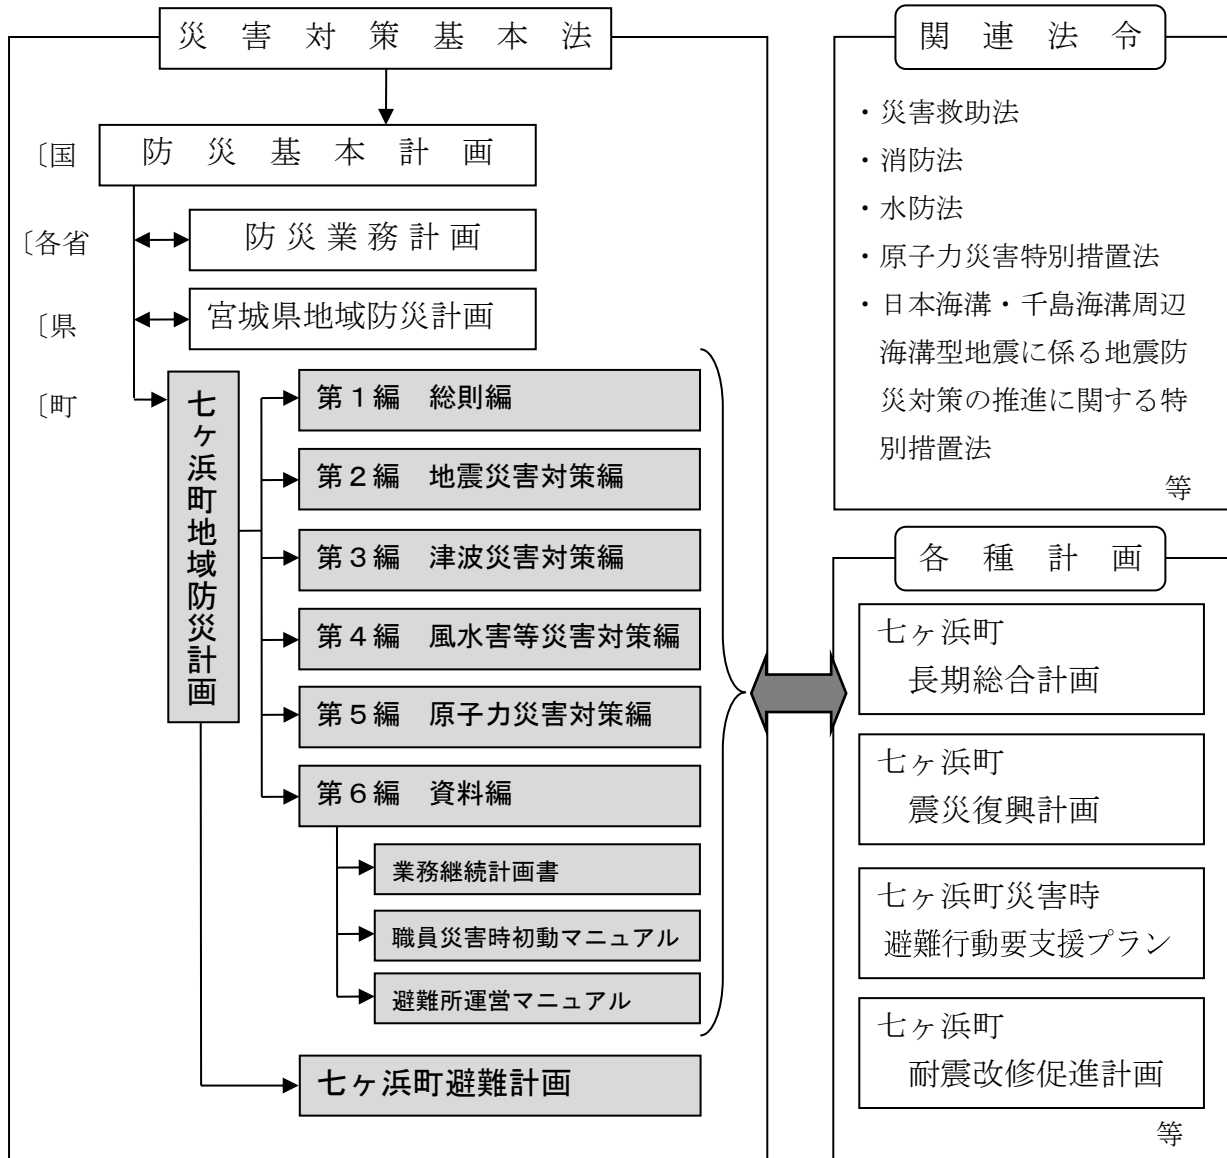 災害対策基本法
〔国
防災基本計画
〔各省
防災業務計画
〔県
宮城県地域防災計画
〔町
七ヶ浜町地域防災計画
第１編　総則編
第２編　地震災害対策編
第３編　津波災害対策編
第４編　風水害等災害対策編
第５編　原子力災害対策編
第６編　資料編
業務継続計画書
職員災害時初動マニュアル
避難所運営マニュアル
七ヶ浜町避難計画
関連法令
・災害救助法
・消防法
・水防法
・原子力災害特別措置法
・日本海溝・千島海溝周辺
海溝型地震に係る地震防
災対策の推進に関する特
別措置法
等
各種計画
七ヶ浜町
長期総合計画
七ヶ浜町
震災復興計画
七ヶ浜町災害時
避難行動要支援プラン
七ヶ浜町
耐震改修促進計画
等